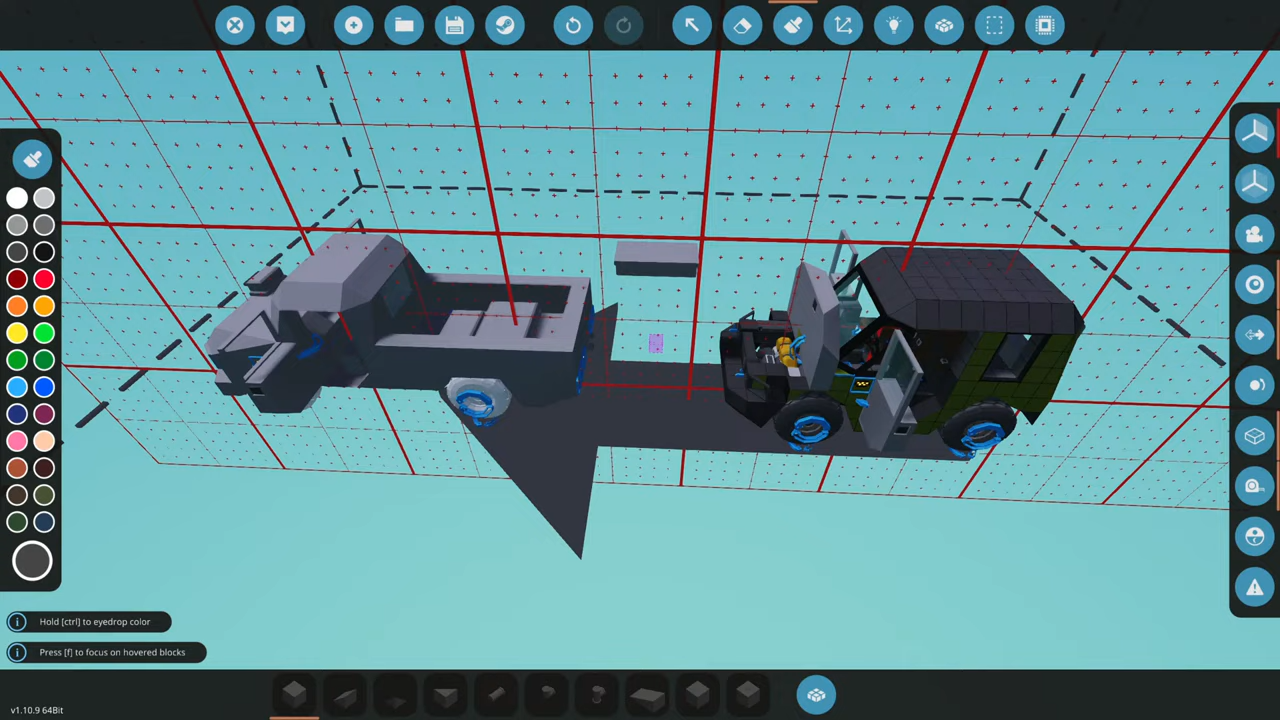 Hold [ctrl] to eyedrop color
Press [f] to focus on hovered blocks
v1.10.9 64Bit